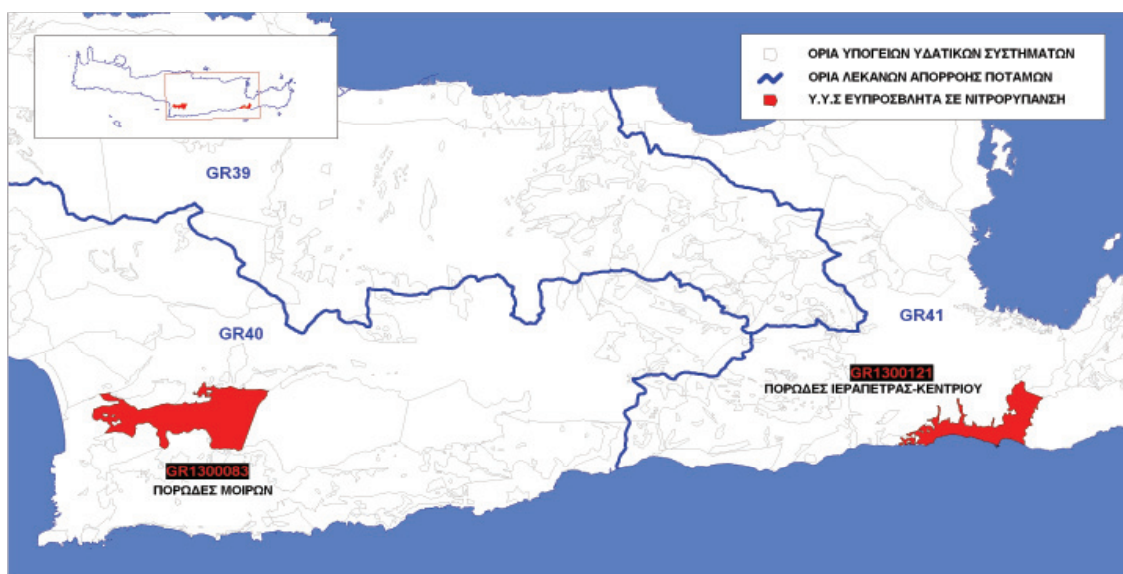 ΟΡΙΑ ΥΠΟΓΕΙΩΝ ΥΔΑΤΙΚΩΝ ΣΥΣΤΗΜΑΤΩΝ
ΟΡΙΑ ΛΕΚΑΝΩΝ ΑΠΟΡΡΟΗΣ ΠΟΤΑΜΩΝ
Υ.Υ.Σ ΕΥΠΡΟΣΒΛΗΤΑ ΣΕ ΝΙΤΡΟΡΥΠΑΝΣΗ
GR39
GR40
GR41
GR1300121
ΠΟΡΩΔΕΣ ΙΕΡΑΠΕΤΡΑΣ-ΚΕΝΤΡΙΟΥ
GR1300083
ΠΟΡΩΔΕΣ ΜΟΙΡΩΝ